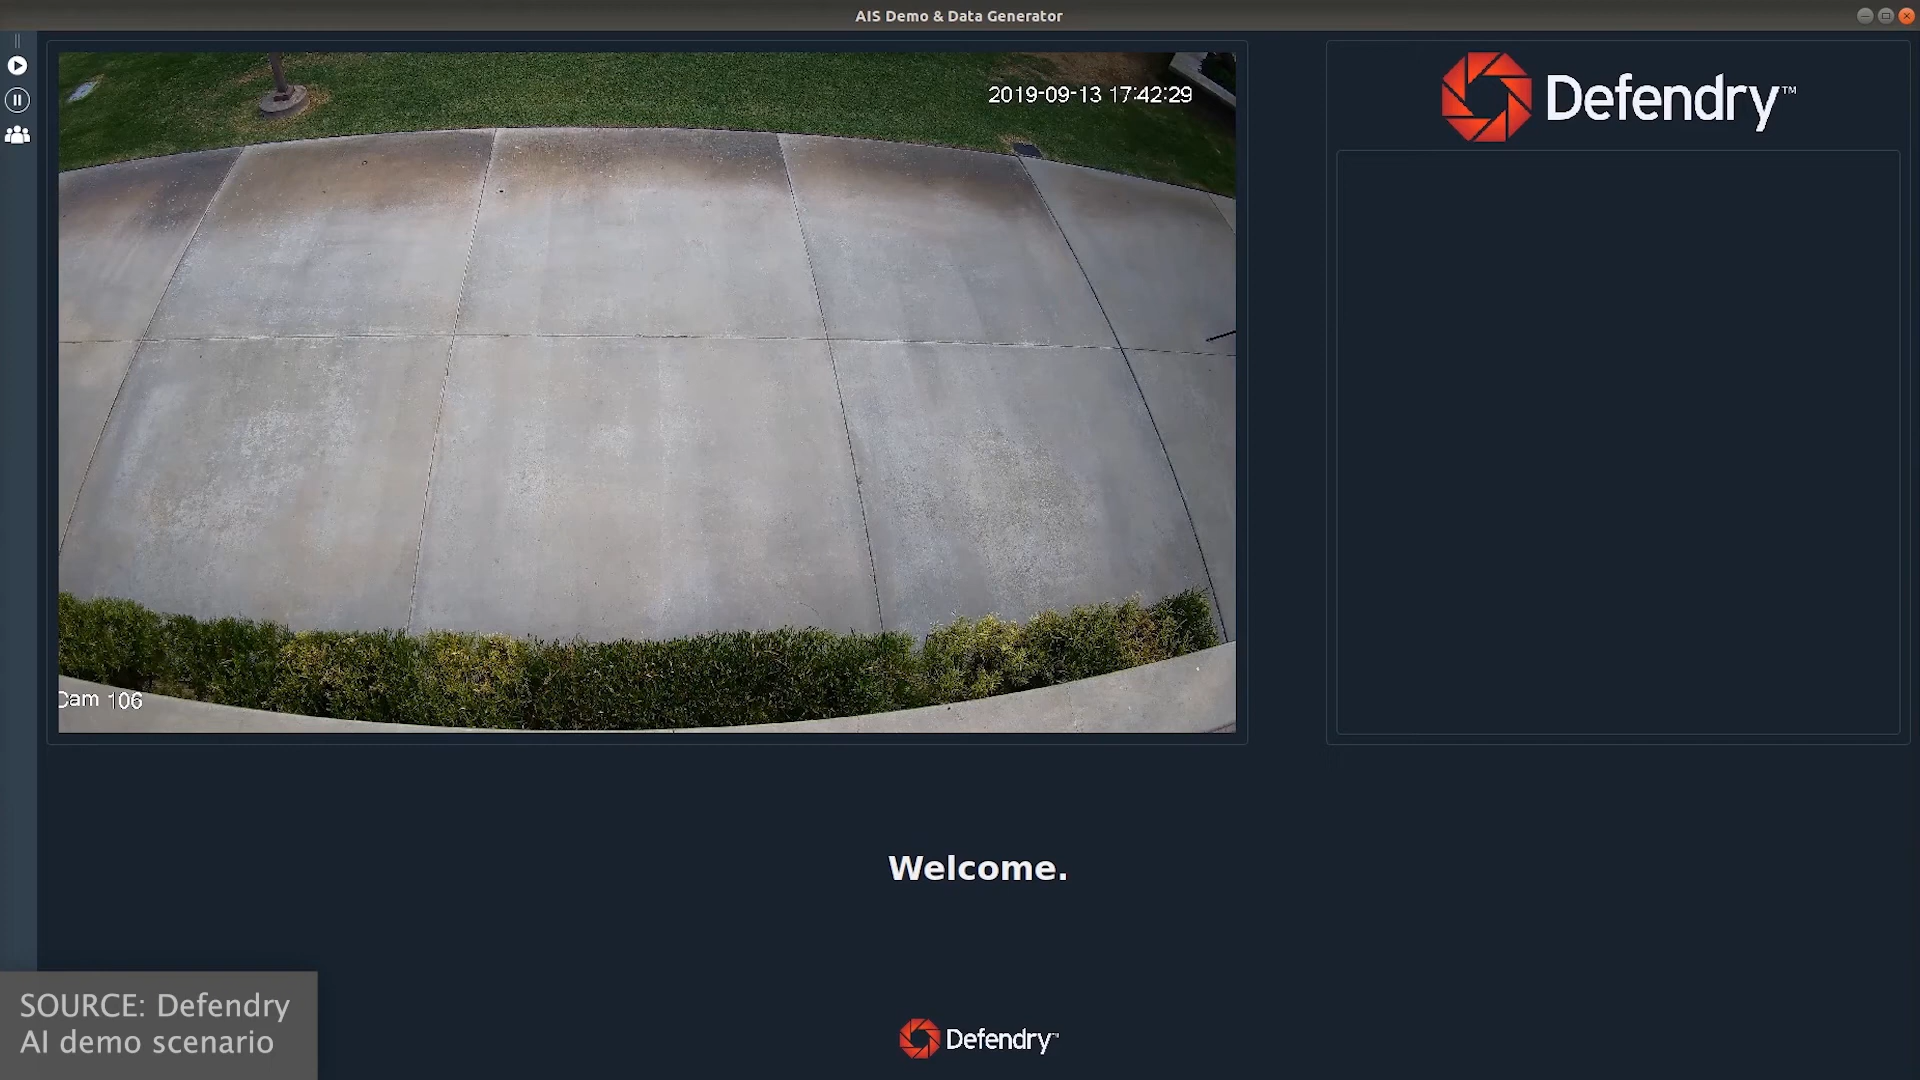 AIS Demo & Data Generator
2019-09-13 17:42:29
Defendry™
Cam 106
Welcome.
SOURCE: Defendry
AI demo scenario
Defendry™